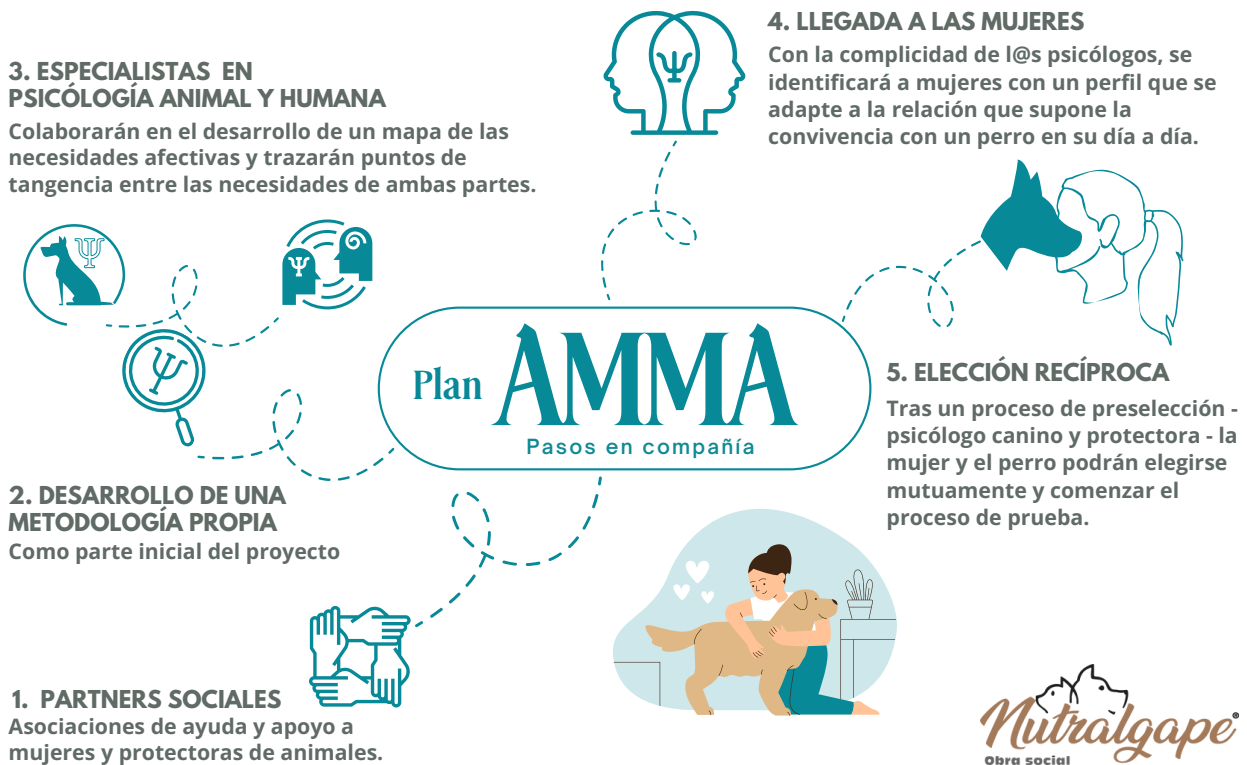 3. ESPECIALISTAS EN
PSICÓLOGÍA ANIMAL Y HUMANA
Colaborarán en el desarrollo de un mapa de las
necesidades afectivas y trazarán puntos de
tangencia entre las necesidades de ambas partes.
4. LLEGADA A LAS MUJERES
Con la complicidad de l@s psicólogos, se
identificará a mujeres con un perfil que se
adapte a la relación que supone la
convivencia con un perro en su día a día.
Plan AMMA
Pasos en compañía
5. ELECCIÓN RECÍPROCA
Tras un proceso de preselección -
psicólogo canino y protectora - la
mujer y el perro podrán elegirse
mutuamente y comenzar el
proceso de prueba.
2. DESARROLLO DE UNA
METODOLOGÍA PROPIA
Como parte inicial del proyecto
1. PARTNERS SOCIALES
Asociaciones de ayuda y apoyo a
mujeres y protectoras de animales.
Nutralgape®
Obra social